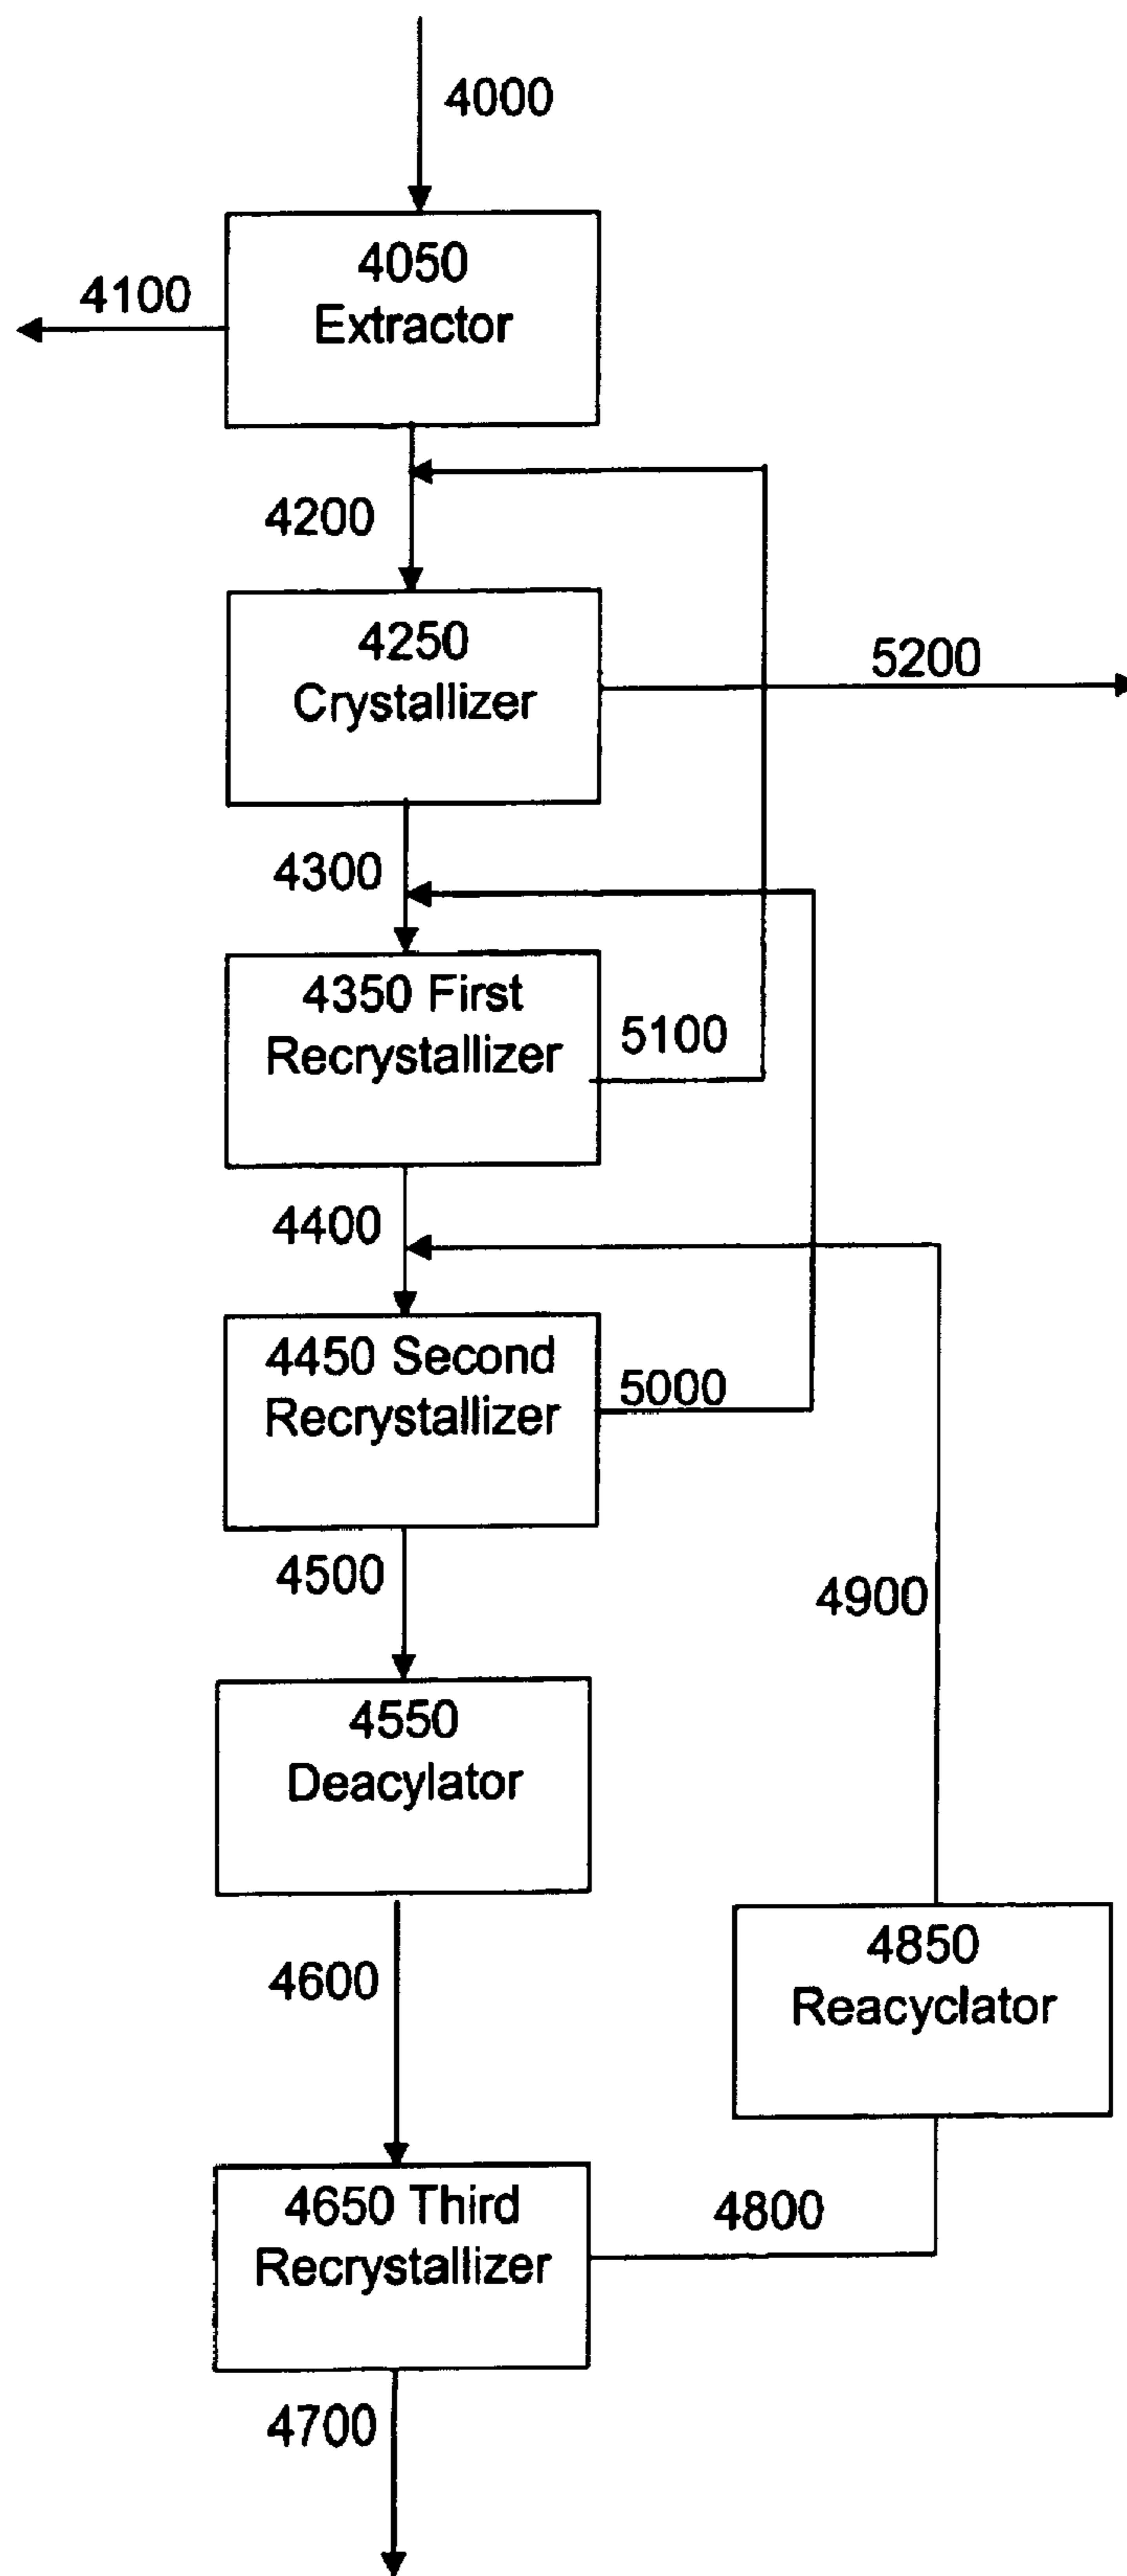 4000
4050
Extractor
4100
4200
4250
Crystallizer
5200
4300
4350 First
Recrystallizer
5100
4400
4450 Second
Recrystallizer
5000
4500
4900
4550
Deacylator
4600
4850
Reacyclator
4650 Third
Recrystallizer
4800
4700